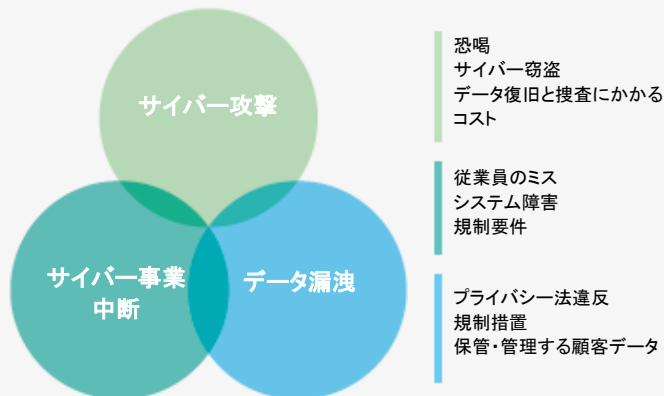 サイバー攻撃
サイバー事業
中断
データ漏洩
恐喝
サイバー窃盗
データ復旧と捜査にかかる
コスト
従業員のミス
システム障害
規制要件
プライバシー法違反
規制措置
保管・管理する顧客データ